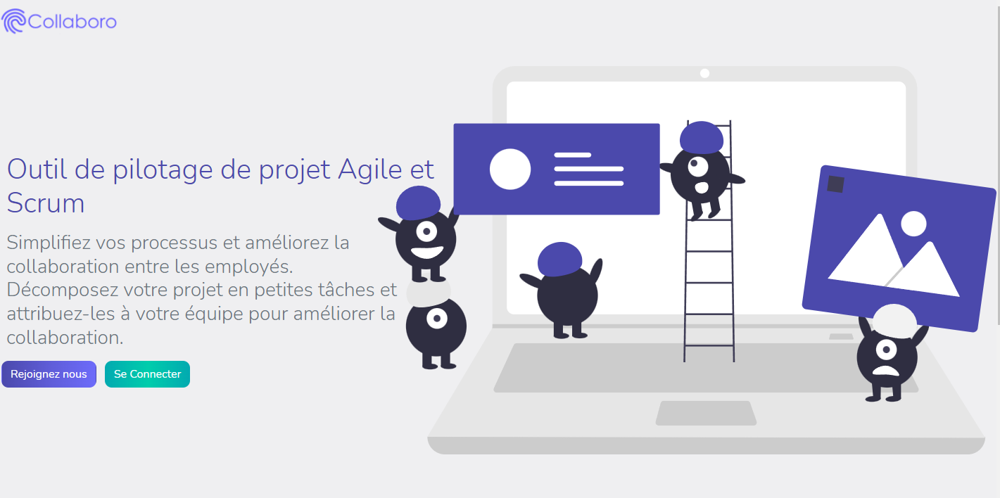 Collaboro
Outil de pilotage de projet Agile et
Scrum
Simplifiez vos processus et améliorez la
collaboration entre les employés.
Décomposez votre projet en petites tâches et
attribuez-les à votre équipe pour améliorer la
collaboration.
Rejoignez nous
Se Connecter